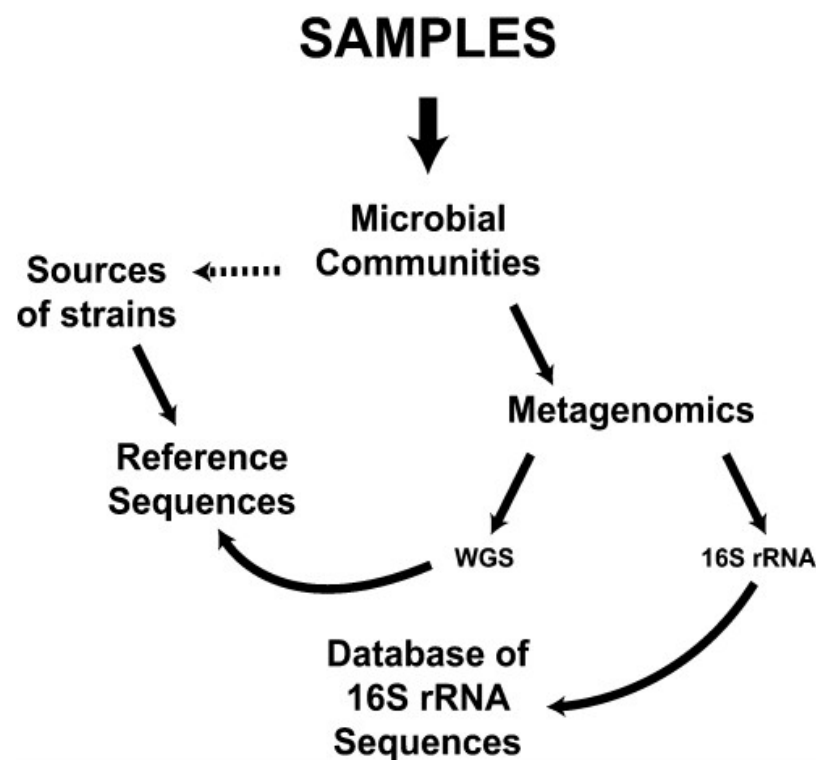 SAMPLES
Microbial
Communities
Sources
of strains
Metagenomics
Reference
Sequences
WGS
16S rRNA
Database of
16S rRNA
Sequences